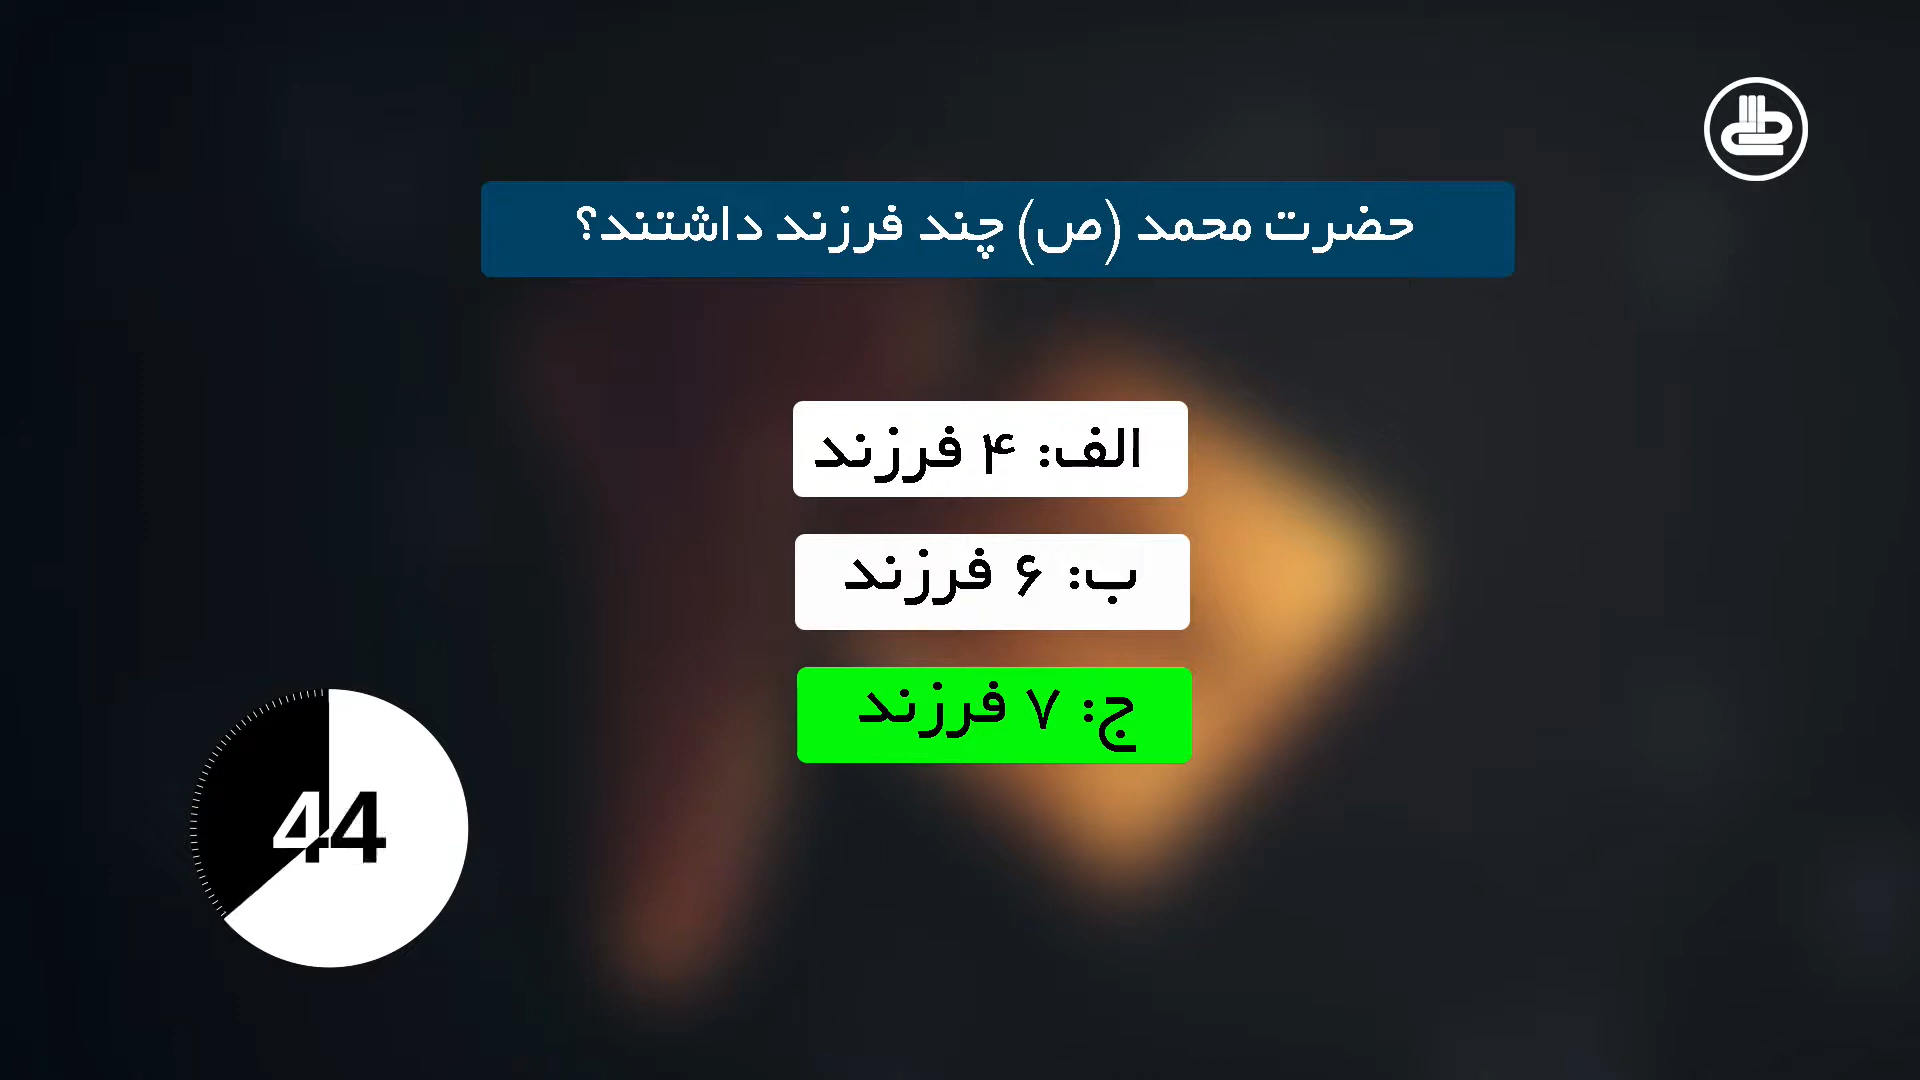 حضرت محمد (ص) چند فرزند داشتند؟
الف: ۴ فرزند
ب: ۶ فرزند
ج: ۷ فرزند
44